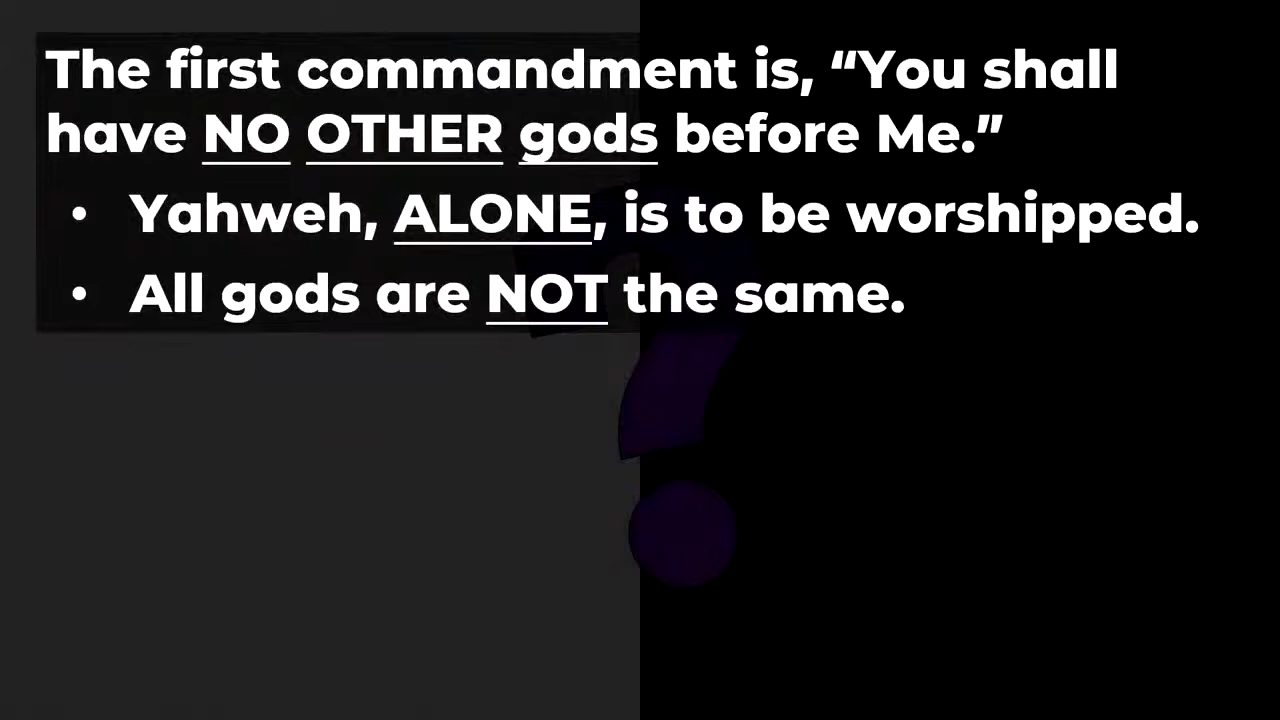 The first commandment is, “You shall
have NO OTHER gods before Me.”
• Yahweh, ALONE, is to be worshipped.
• All gods are NOT the same.